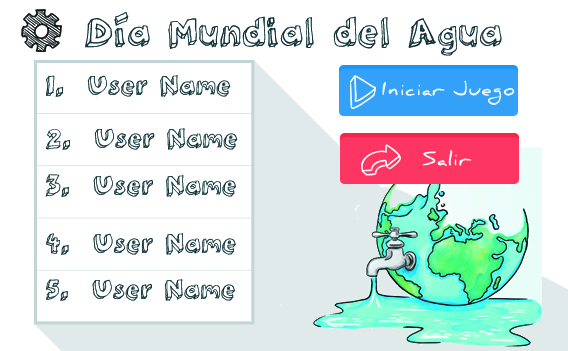 Día Mundial del Agua
1, User Name
2, User Name
3, User Name
4, User Name
5, User Name
Iniciar Juego
Salir